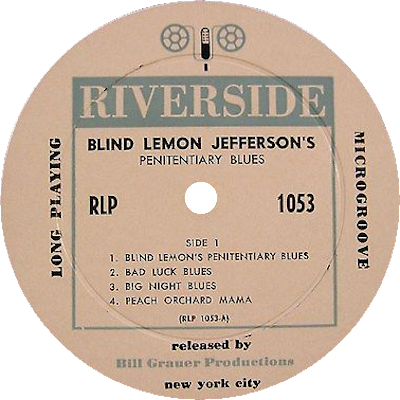 RIVERSIDE
BLIND LEMON JEFFERSON'S
PENITENTIARY BLUES
LONG PLAYING
MICROGROOVE
RLP 1053
SIDE 1
1. BLIND LEMON'S PENITENTIARY BLUES
2. BAD LUCK BLUES
3. BIG NIGHT BLUES
4. PEACH ORCHARD MAMA
(RLP 1053-A)
released by
Bill Grauer Productions
new york city